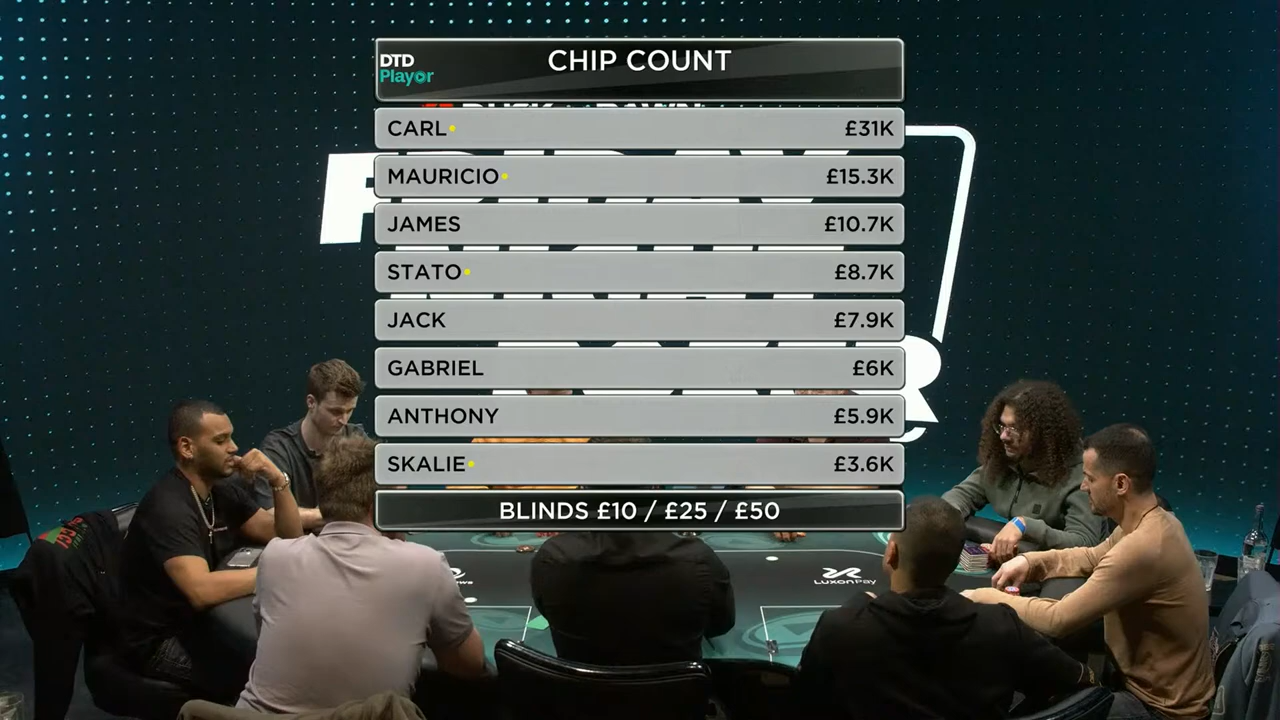 DTD
Player
CHIP COUNT
CARL
£31K
MAURICIO
£15.3K
JAMES
£10.7K
STATO
£8.7K
JACK
£7.9K
GABRIEL
£6K
ANTHONY
£5.9K
SKALIE
£3.6K
BLINDS £10 / £25 / £50
LUXONPAY